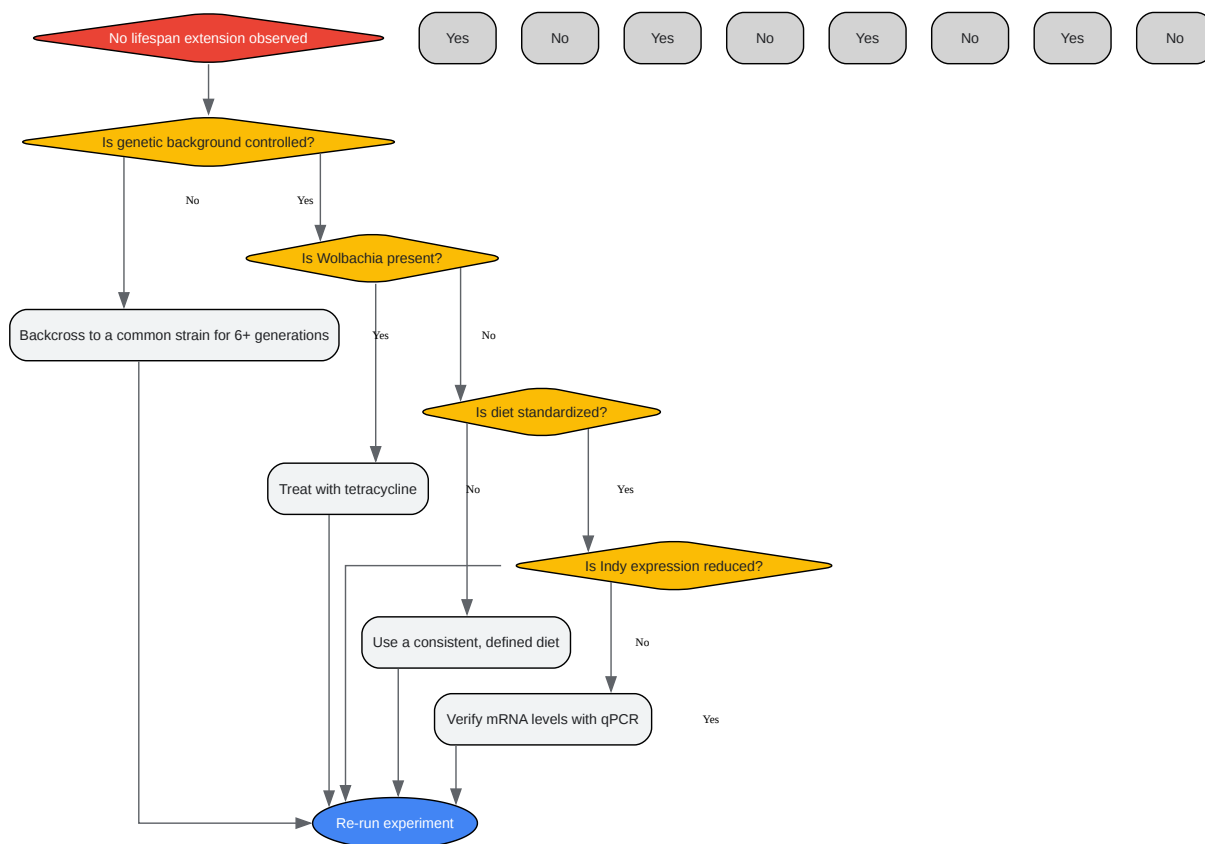 No lifespan extension observed
Yes
No
Yes
No
Yes
No
Yes
No
Is genetic background controlled?
No
Yes
Is Wolbachia present?
Backcross to a common strain for 6+ generations
Yes
No
Is diet standardized?
Treat with tetracycline
No
Yes
Is Indy expression reduced?
Use a consistent, defined diet
No
Verify mRNA levels with qPCR
Yes
Re-run experiment